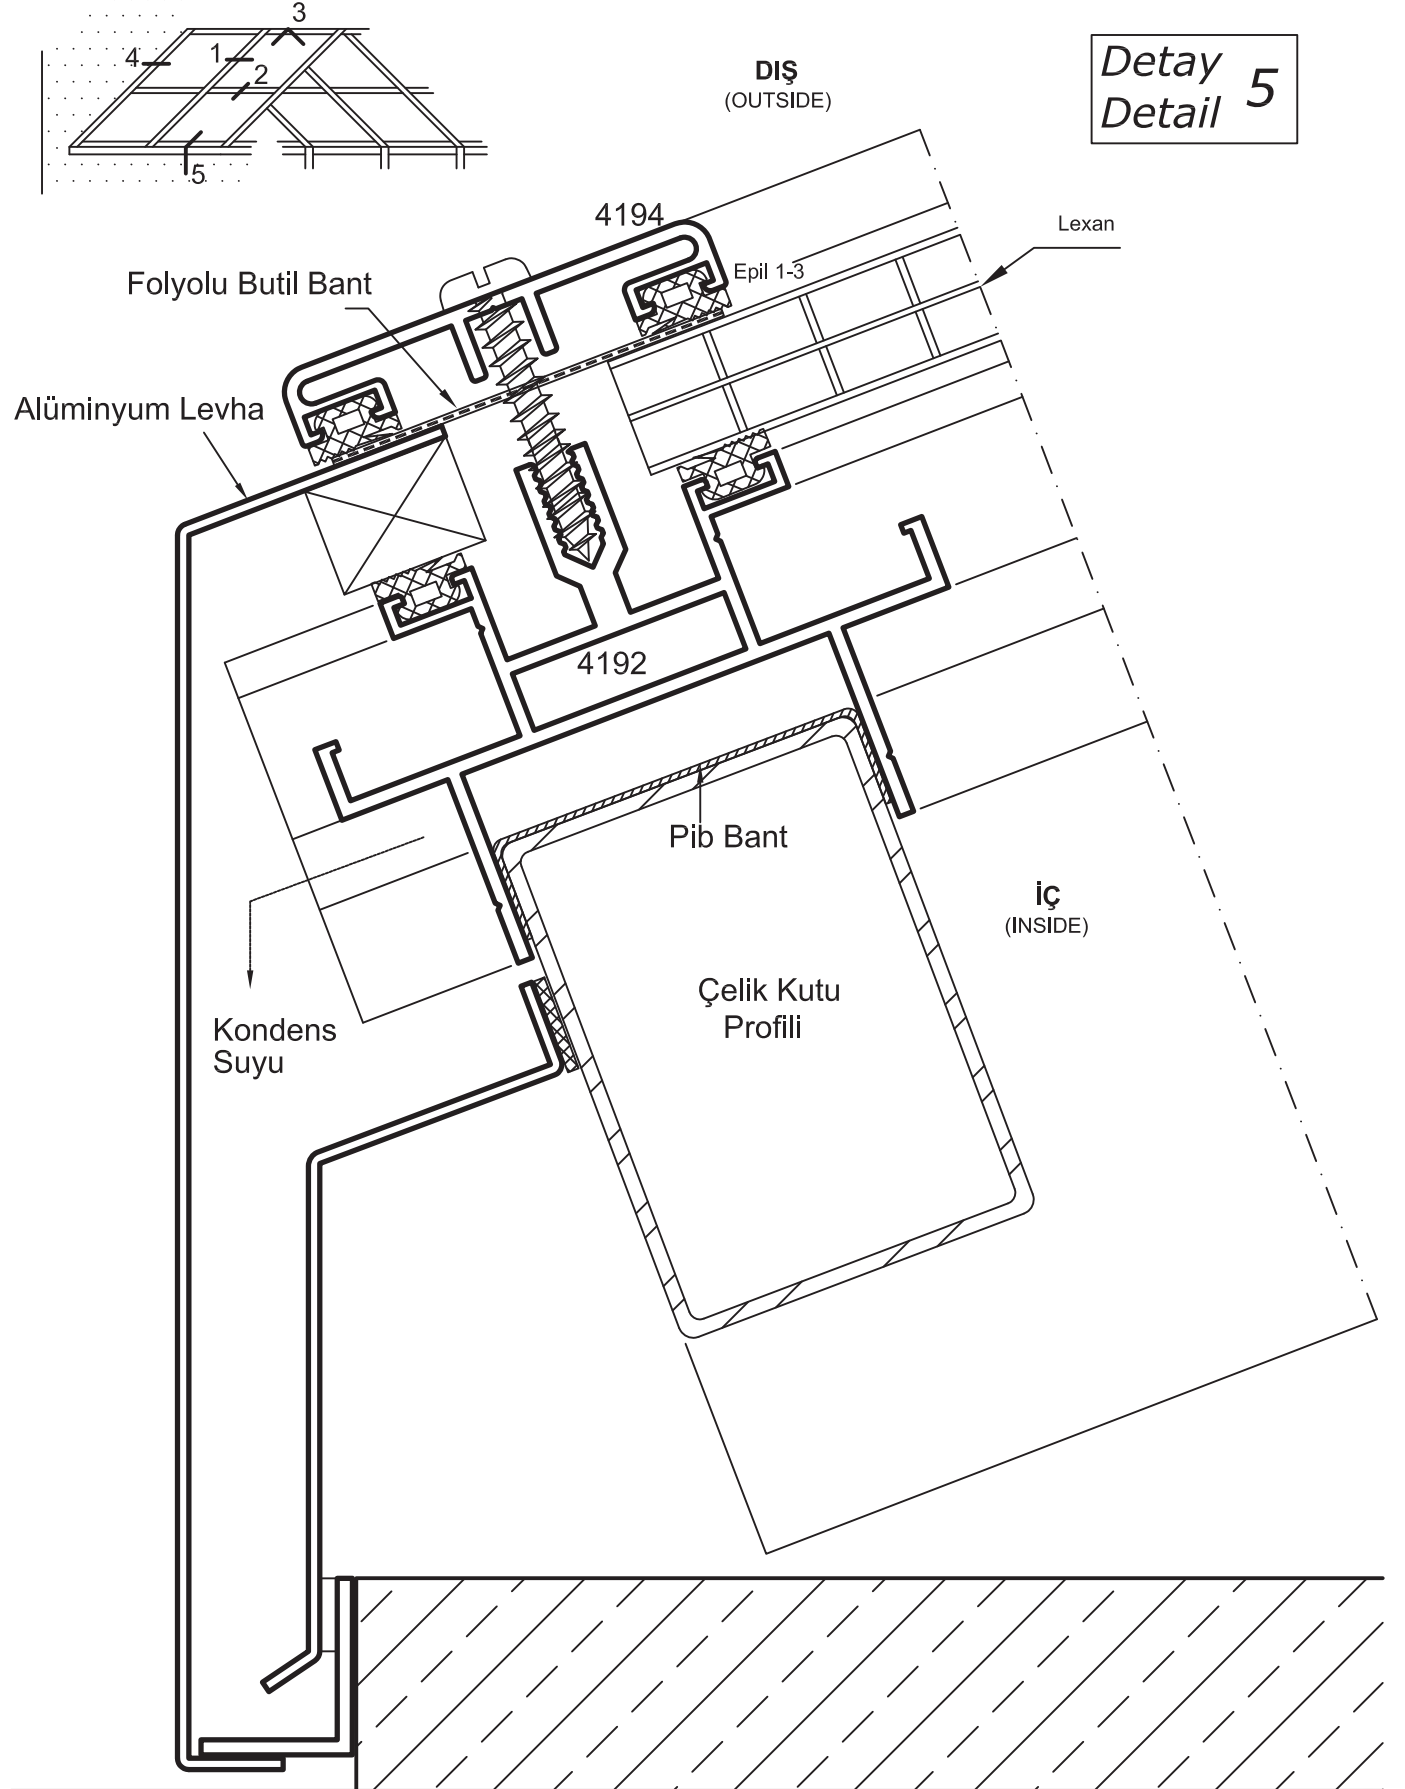 3
4
1
2
5
DIŞ
(OUTSIDE)
Detay
Detail 5
4194
Lexan
Epil 1-3
Folyolu Butil Bant
Alüminyum Levha
4192
Pib Bant
İÇ
(INSIDE)
Çelik Kutu
Profili
Kondens
Suyu